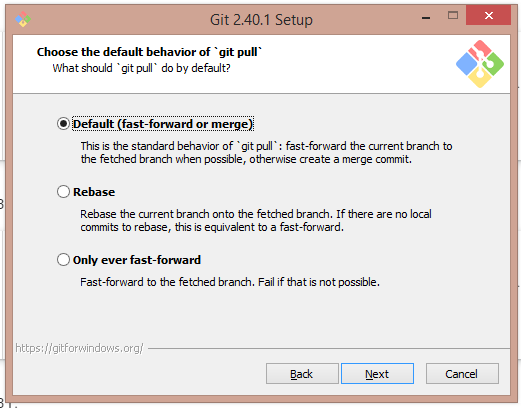 Git 2.40.1 Setup
Choose the default behavior of `git pull`
What should `git pull` do by default?
Default (fast-forward or merge)
This is the standard behavior of `git pull`: fast-forward the current branch to
the fetched branch when possible, otherwise create a merge commit.
Rebase
Rebase the current branch onto the fetched branch. If there are no local
commits to rebase, this is equivalent to a fast-forward.
Only ever fast-forward
Fast-forward to the fetched branch. Fail if that is not possible.
https://gitforwindows.org/
Back Next Cancel